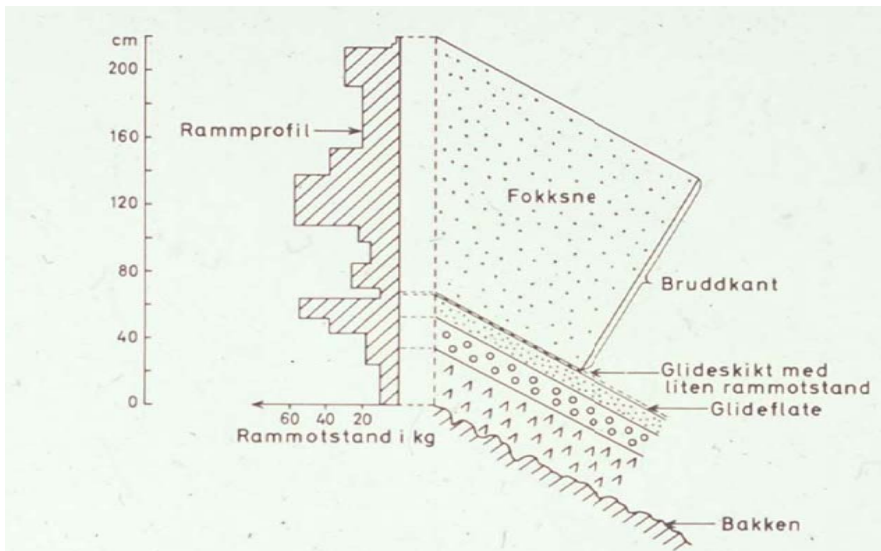 cm
200
160
120
80
40
0
60 40 20
Rammotstand i kg
Rammprofil
Fokksne
Bruddkant
Glideskikt med
liten rammotstand
Glideflate
Bakken